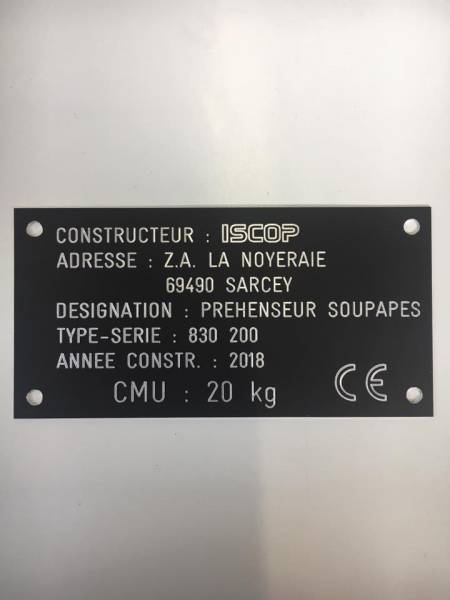 CONSTRUCTEUR : ISCOP
ADRESSE : Z.A. LA NOYERAIE
69490 SARCEY
DESIGNATION : PREHENSEUR SOUPAPES
TYPE-SERIE : 830 200
ANNEE CONSTR. : 2018
CMU : 20 kg CE